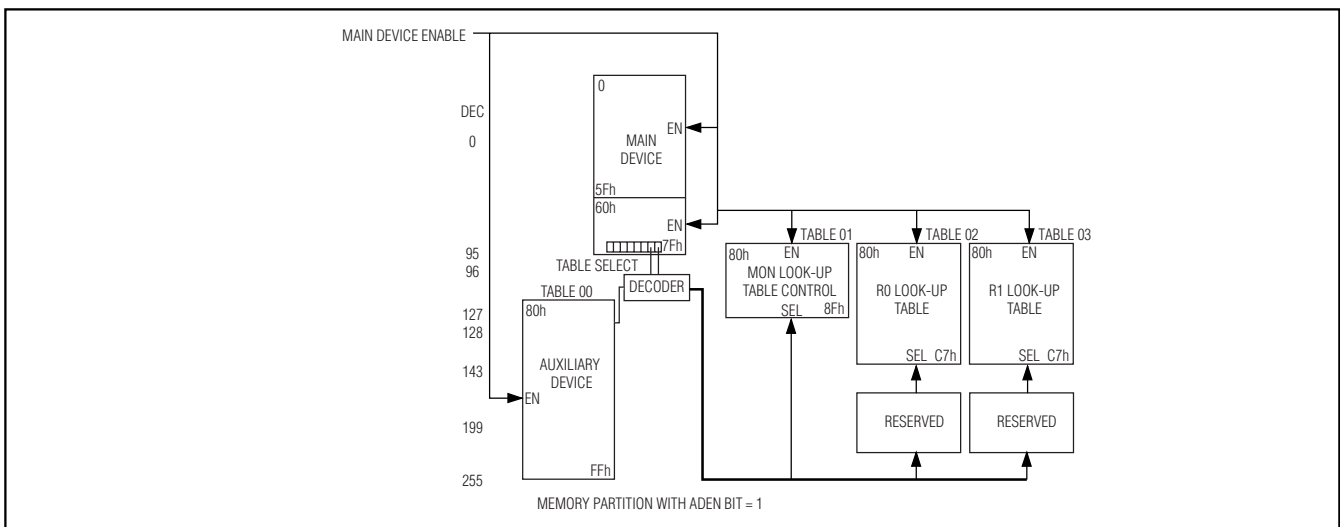 MAIN DEVICE ENABLE
DEC
0
95
96
127
128
143
199
255
0
EN
MAIN
DEVICE
5Fh
60h
EN
7Fh
TABLE SELECT
DECODER
TABLE 00
80h
AUXILIARY
DEVICE
EN
FFh
TABLE 01
80h
EN
MON LOOK-UP
TABLE CONTROL
SEL 8Fh
TABLE 02
80h
EN
R0 LOOK-UP
TABLE
SEL C7h
RESERVED
TABLE 03
80h
EN
R1 LOOK-UP
TABLE
SEL C7h
RESERVED
MEMORY PARTITION WITH ADEN BIT = 1